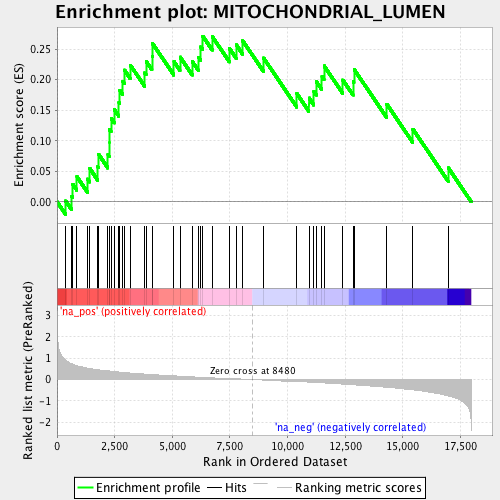 Enrichment plot: MITOCHONDRIAL_LUMEN
Enrichment score (ES)
0.25
0.20
0.15
0.10
0.05
0.00
'na_pos' (positively correlated)
Ranked list metric (PreRanked)
3
2
1
0
-1
-2
Zero cross at 8480
'na_neg' (negatively correlated)
0
2,500
5,000
7,500
10,000
12,500
15,000
17,500
Rank in Ordered Dataset
Enrichment profile
Hits
Ranking metric scores